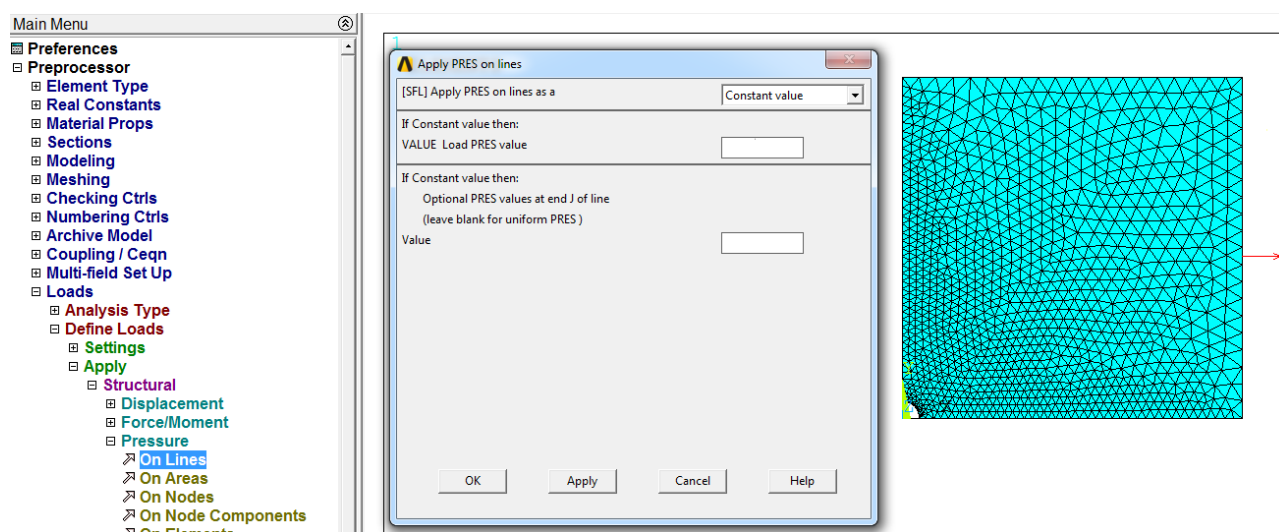 Main Menu
Preferences
Preprocessor
Element Type
Real Constants
Material Props
Sections
Modeling
Meshing
Checking Ctrls
Numbering Ctrls
Archive Model
Coupling / Ceqn
Multi-field Set Up
Loads
Analysis Type
Define Loads
Settings
Apply
Structural
Displacement
Force/Moment
Pressure
On Lines
On Areas
On Nodes
On Node Components
On Elements
1
Apply PRES on lines
[SFL] Apply PRES on lines as a
Constant value
If Constant value then:
VALUE Load PRES value
If Constant value then:
Optional PRES values at end J of line
(leave blank for uniform PRES )
Value
OK
Apply
Cancel
Help